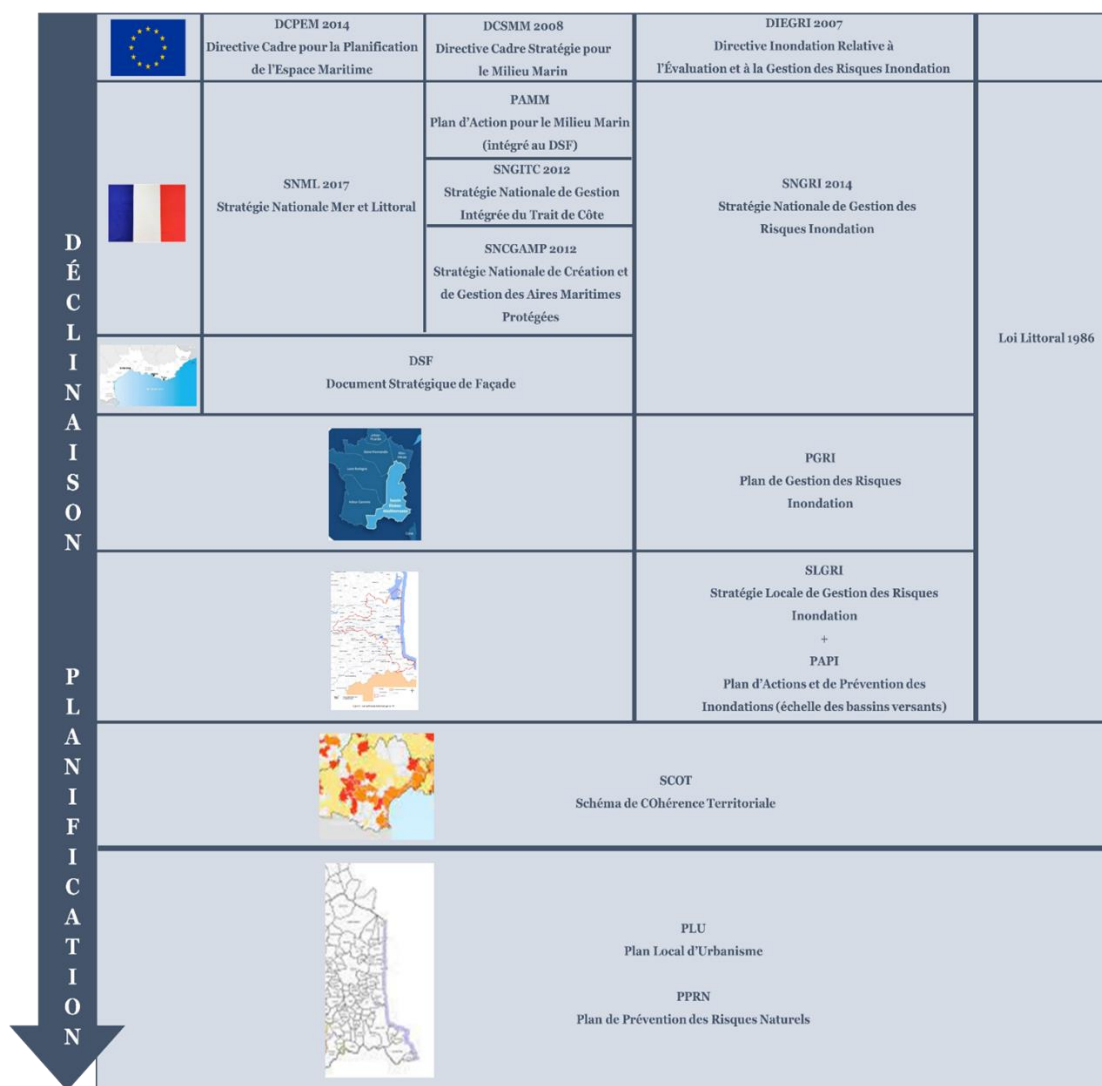 DÉCLINAISON
PLANIFICATION
DCPEM 2014
Directive Cadre pour la Planification
de l'Espace Maritime
DCSMM 2008
Directive Cadre Stratégie pour
le Milieu Marin
DIEGRI 2007
Directive Inondation Relative à
l'Évaluation et à la Gestion des Risques Inondation
SNML 2017
Stratégie Nationale Mer et Littoral
PAMM
Plan d'Action pour le Milieu Marin
(intégré au DSF)
SNGITC 2012
Stratégie Nationale de Gestion
Intégrée du Trait de Côte
SNCGAMP 2012
Stratégie Nationale de Création et
de Gestion des Aires Maritimes
Protégées
SNGRI 2014
Stratégie Nationale de Gestion des
Risques Inondation
Loi Littoral 1986
DSF
Document Stratégique de Façade
PGRI
Plan de Gestion des Risques
Inondation
SLGRI
Stratégie Locale de Gestion des Risques
Inondation
+
PAPI
Plan d'Actions et de Prévention des
Inondations (échelle des bassins versants)
SCOT
Schéma de COhérence Territoriale
PLU
Plan Local d'Urbanisme
PPRN
Plan de Prévention des Risques Naturels